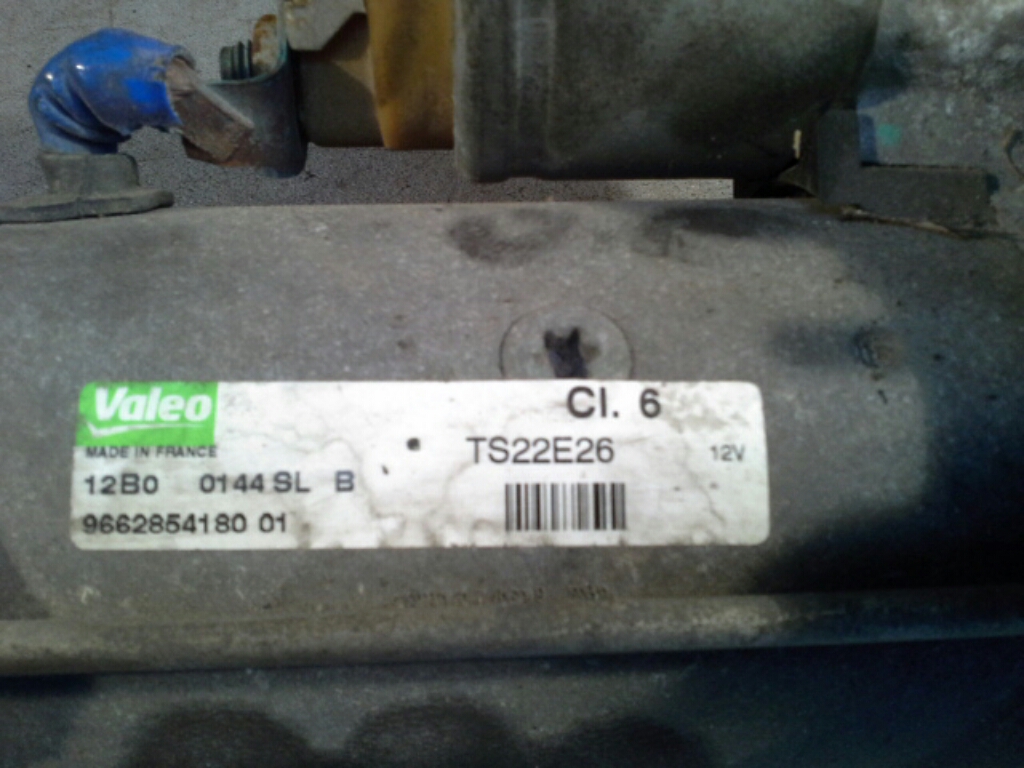 Valeo
Cl. 6
MADE IN FRANCE
TS22E26
12V
12B0 0144 SL B
9662854180 01